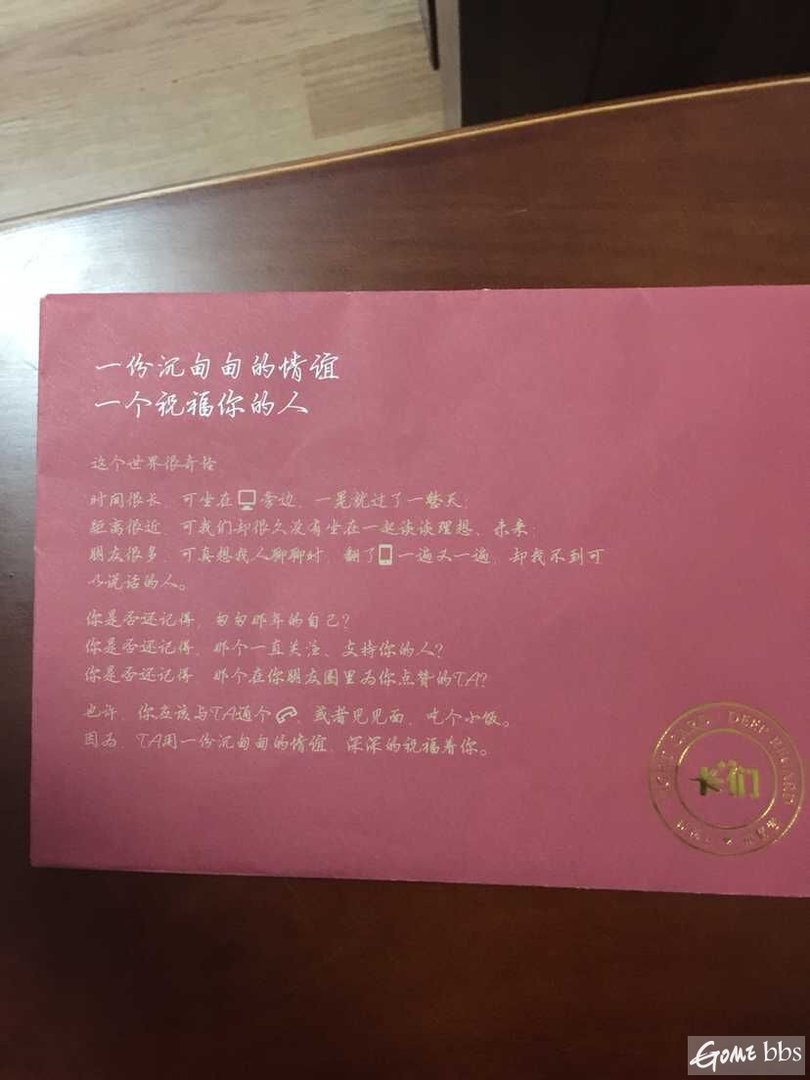 一份沉甸甸的情谊
一个祝福你的人
这个世界很奇怪
时间很长，可坐在旁边，一晃就过了一整天；
距离很近，可我们却很久没有坐在一起谈谈理想、未来；
朋友很多，可真想找人聊聊时，翻了一遍又一遍，却找不到可
以说话的人。
你是否还记得，匆匆那年的自己？
你是否还记得，那个一直关注、支持你的人？
你是否还记得，那个在你朋友圈里为你点赞的TA？
也许，你应该与TA通个，或者见见面，吃个小饭。
因为，TA用一份沉甸甸的情谊，深深的祝福着你。
DEEP
们
GOME bbs